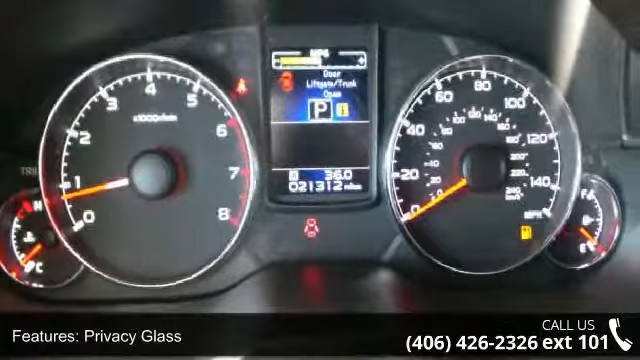 MPG
Door
Liftgate/Trunk
Open
P
36.0
021312 miles
x1000r/min
0
1
2
3
4
5
6
7
8
H
C
0
20
40
60
80
100
120
140
MPH
F
E
Features: Privacy Glass
CALL US
(406) 426-2326 ext 101